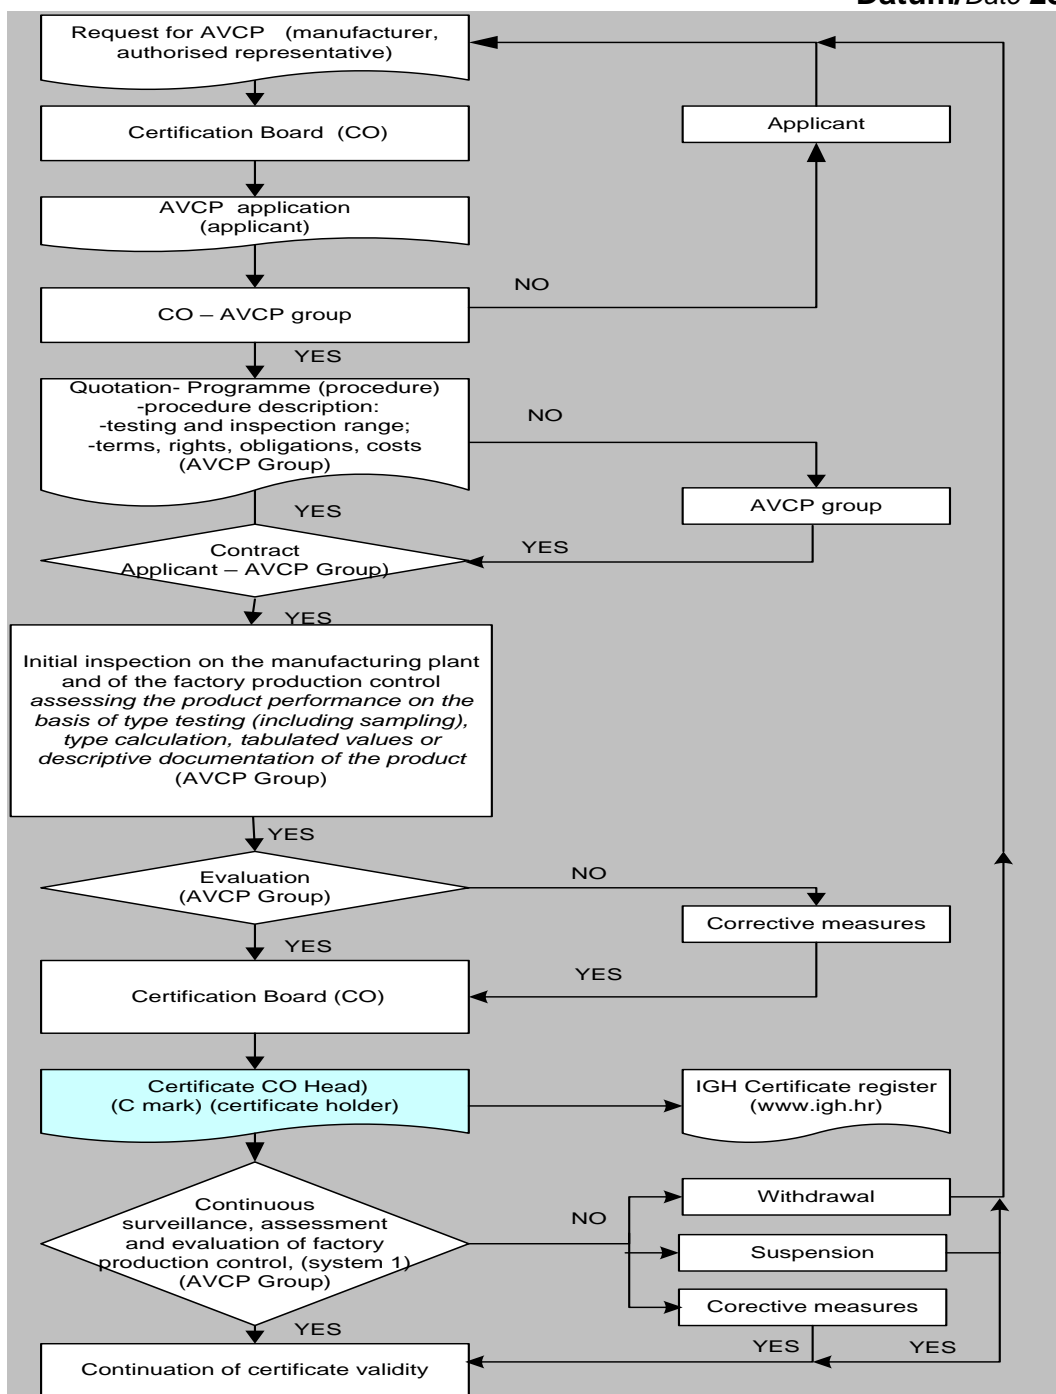 Request for AVCP (manufacturer,
authorised representative)
Certification Board (CO)
Applicant
AVCP application
(applicant)
NO
CO – AVCP group
YES
Quotation- Programme (procedure)
-procedure description:
-testing and inspection range;
-terms, rights, obligations, costs
(AVCP Group)
NO
AVCP group
YES
YES
Contract
Applicant – AVCP Group)
YES
Initial inspection on the manufacturing plant
and of the factory production control
assessing the product performance on the
basis of type testing (including sampling),
type calculation, tabulated values or
descriptive documentation of the product
(AVCP Group)
YES
Evaluation
(AVCP Group)
NO
Corrective measures
YES
YES
Certification Board (CO)
Certificate CO Head)
(C mark) (certificate holder)
IGH Certificate register
(www.igh.hr)
Continuous
surveillance, assessment
and evaluation of factory
production control, (system 1)
(AVCP Group)
NO
Withdrawal
Suspension
Corective measures
YES
YES
YES
Continuation of certificate validity